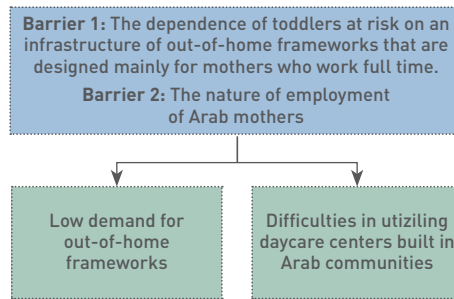 Barrier 1: The dependence of toddlers at risk on an
infrastructure of out-of-home frameworks that are
designed mainly for mothers who work full time.
Barrier 2: The nature of employment
of Arab mothers
Low demand for
out-of-home
frameworks
Difficulties in utiziling
daycare centers built in
Arab communities